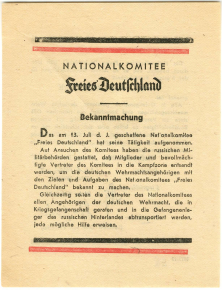 NATIONALKOMITEE
Freies Deutschland
Bekanntmachung
Das am 13. Juli d. J. geschaffene Nationalkomitee
„Freies Deutschland" hat seine Tätigkeit aufgenommen.
Auf Ansuchen des Komitees haben die russischen Mi-
litärbehörden gestattet, daß Mitglieder und bevollmäch-
tigte Vertreter des Komitees in die Kampfzone entsandt
werden, um die deutschen Wehrmachtsangehörigen mit
den Zielen und Aufgaben des Nationalkomitees „Freies
Deutschland" bekannt zu machen.
Gleichzeitig sollen die Vertreter des Nationalkomitees
allen Angehörigen der deutschen Wehrmacht, die in
Kriegsgefangenschaft geraten und in die Gefangenenla-
ger des russischen Hinterlandes abtransportiert werden,
jede mögliche Hilfe erweisen.